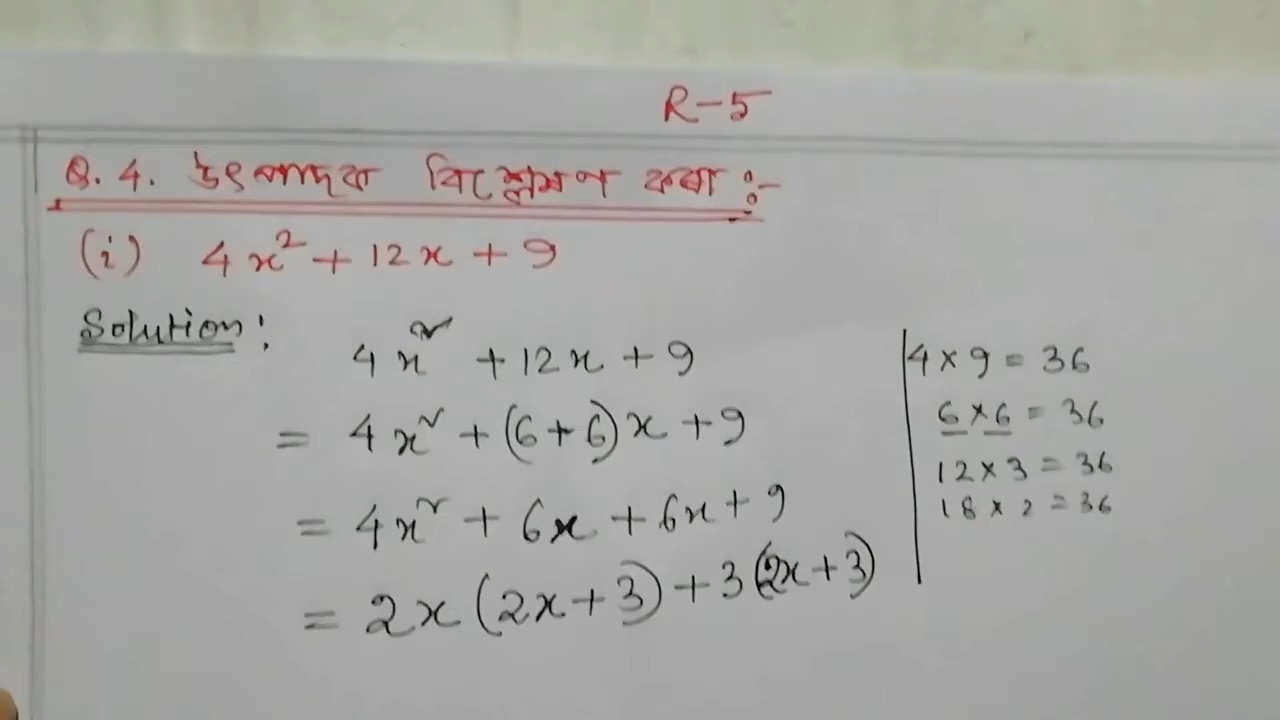 R-5
Q. 4. উৎপাদক বিশ্লেষণ কৰা :-
(i) 4x² + 12x + 9
Solution:
4x² + 12x + 9
= 4x² + (6 + 6)x + 9
= 4x² + 6x + 6x + 9
= 2x (2x + 3) + 3 (2x + 3)
4 × 9 = 36
6 × 6 = 36
12 × 3 = 36
18 × 2 = 36